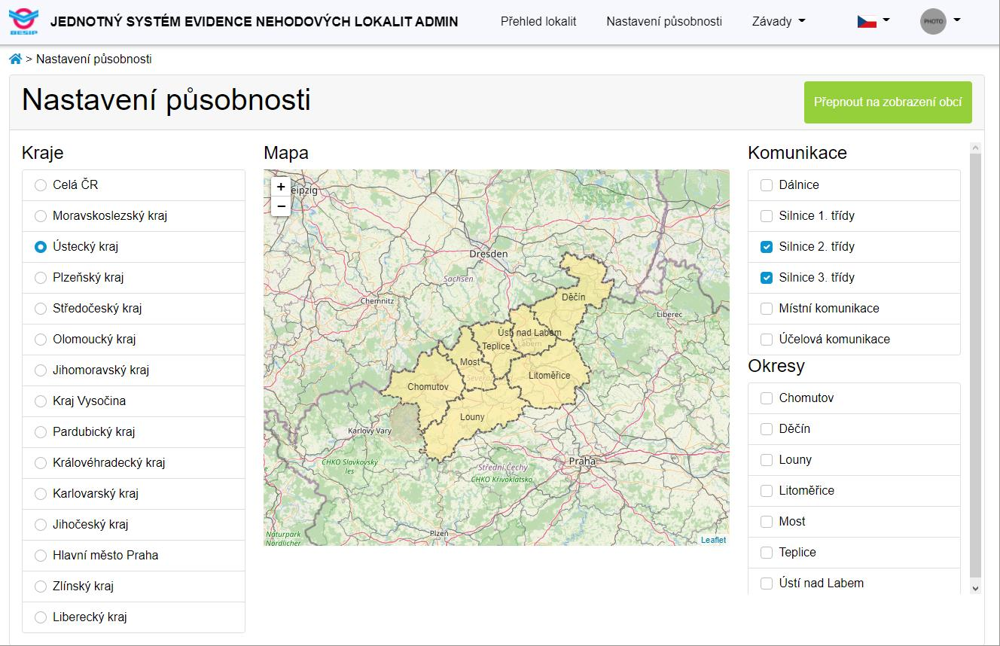 BESIP
JEDNOTNÝ SYSTÉM EVIDENCE NEHODOVÝCH LOKALIT ADMIN
Přehled lokalit
Nastavení působnosti
Závady
PHOTO
> Nastavení působnosti
Nastavení působnosti
Přepnout na zobrazení obcí
Kraje
Celá ČR
Moravskoslezský kraj
Ústecký kraj
Plzeňský kraj
Středočeský kraj
Olomoucký kraj
Jihomoravský kraj
Kraj Vysočina
Pardubický kraj
Královéhradecký kraj
Karlovarský kraj
Jihočeský kraj
Hlavní město Praha
Zlínský kraj
Liberecký kraj
Mapa
+
−
eipzig
Dresden
Sachsen
Chemnitz
Děčín
Liberec
Ústí nad Labem
Labem
Teplice
Most
Litoměřice
Chomutov
Louny
Karlovy Vary
CHKO Slavkovský
les
Střední Čechy
CHKO Křivoklátsko
Praha
Plzeň
Naturpark
Nördlicher
Leaflet
Komunikace
Dálnice
Silnice 1. třídy
Silnice 2. třídy
Silnice 3. třídy
Místní komunikace
Účelová komunikace
Okresy
Chomutov
Děčín
Louny
Litoměřice
Most
Teplice
Ústí nad Labem